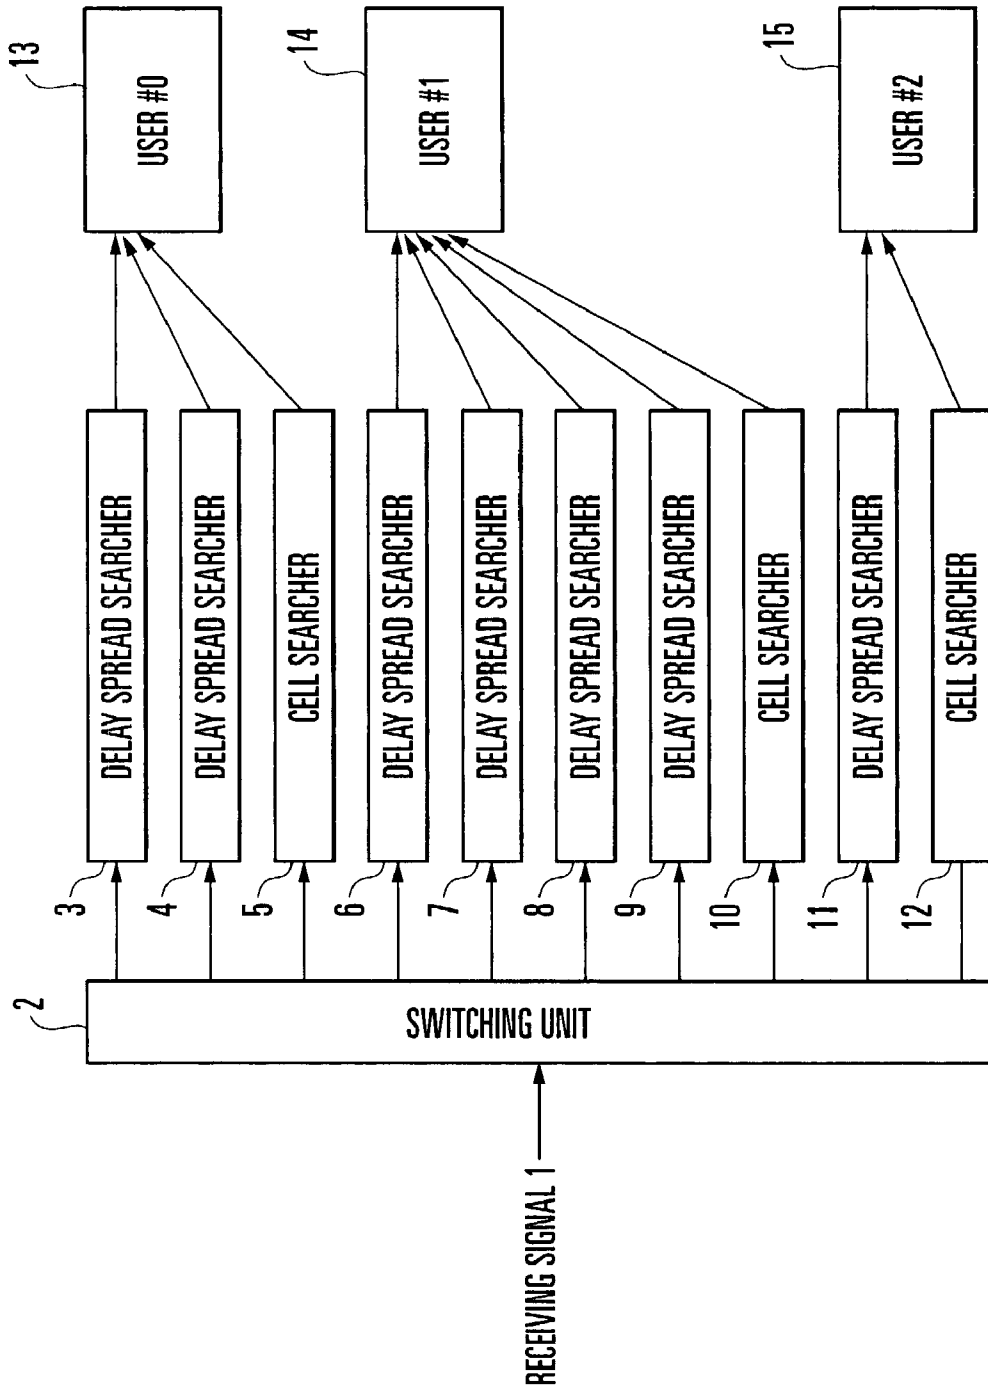 RECEIVING SIGNAL 1
2
SWITCHING UNIT
3
DELAY SPREAD SEARCHER
4
DELAY SPREAD SEARCHER
5
CELL SEARCHER
6
DELAY SPREAD SEARCHER
7
DELAY SPREAD SEARCHER
8
DELAY SPREAD SEARCHER
9
DELAY SPREAD SEARCHER
10
CELL SEARCHER
11
DELAY SPREAD SEARCHER
12
CELL SEARCHER
13
USER #0
14
USER #1
15
USER #2